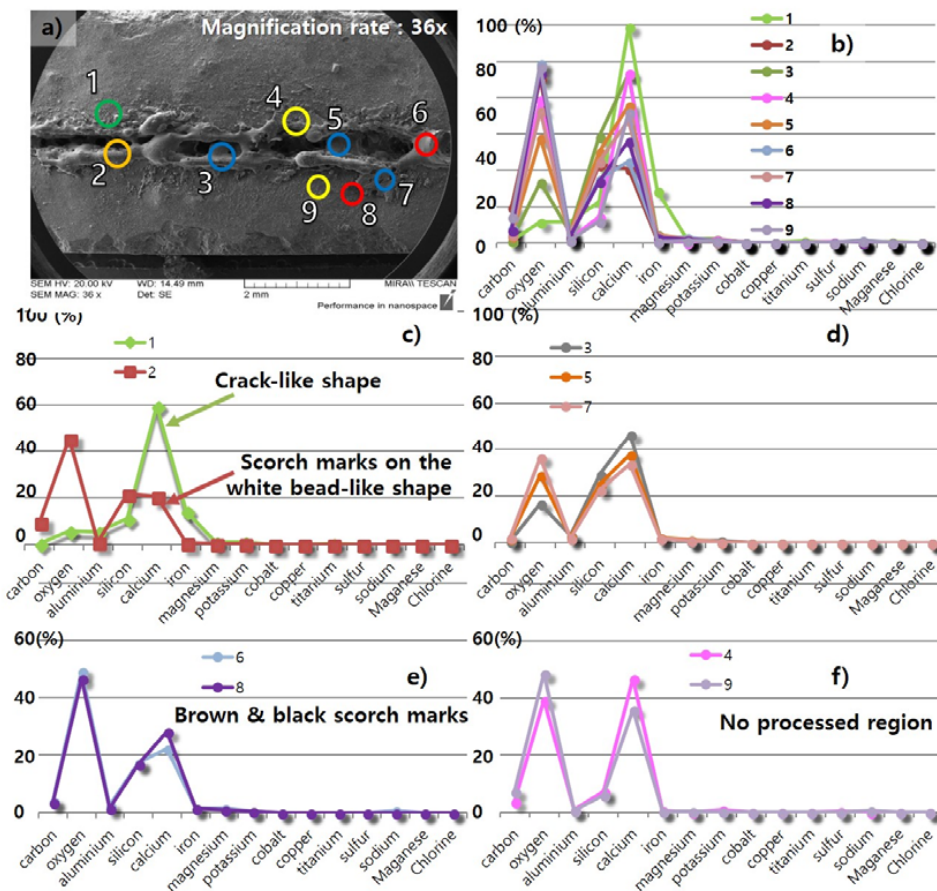 a)
Magnification rate : 36x
1
2
3
4
5
6
7
8
9
SEM HV: 20.00 kV WD: 14.49 mm
SEM MAG: 36 x Det: SE
2 mm
MIRA\\ TESCAN
Performance in nanospace
b)
100 (%)
80
60
40
20
0
1
2
3
4
5
6
7
8
9
carbon
oxygen
aluminium
silicon
calcium
iron
magnesium
potassium
cobalt
copper
titanium
sulfur
sodium
Maganese
Chlorine
c)
100 (%)
80
60
40
20
0
1
2
Crack-like shape
Scorch marks on the
white bead-like shape
carbon
oxygen
aluminium
silicon
calcium
iron
magnesium
potassium
cobalt
copper
titanium
sulfur
sodium
Maganese
Chlorine
d)
100 (%)
80
60
40
20
0
3
5
7
carbon
oxygen
aluminium
silicon
calcium
iron
magnesium
potassium
cobalt
copper
titanium
sulfur
sodium
Maganese
Chlorine
e)
60(%)
40
20
0
6
8
Brown & black scorch marks
carbon
oxygen
aluminium
silicon
calcium
iron
magnesium
potassium
cobalt
copper
titanium
sulfur
sodium
Maganese
Chlorine
f)
60(%)
40
20
0
4
9
No processed region
carbon
oxygen
aluminium
silicon
calcium
iron
magnesium
potassium
cobalt
copper
titanium
sulfur
sodium
Maganese
Chlorine